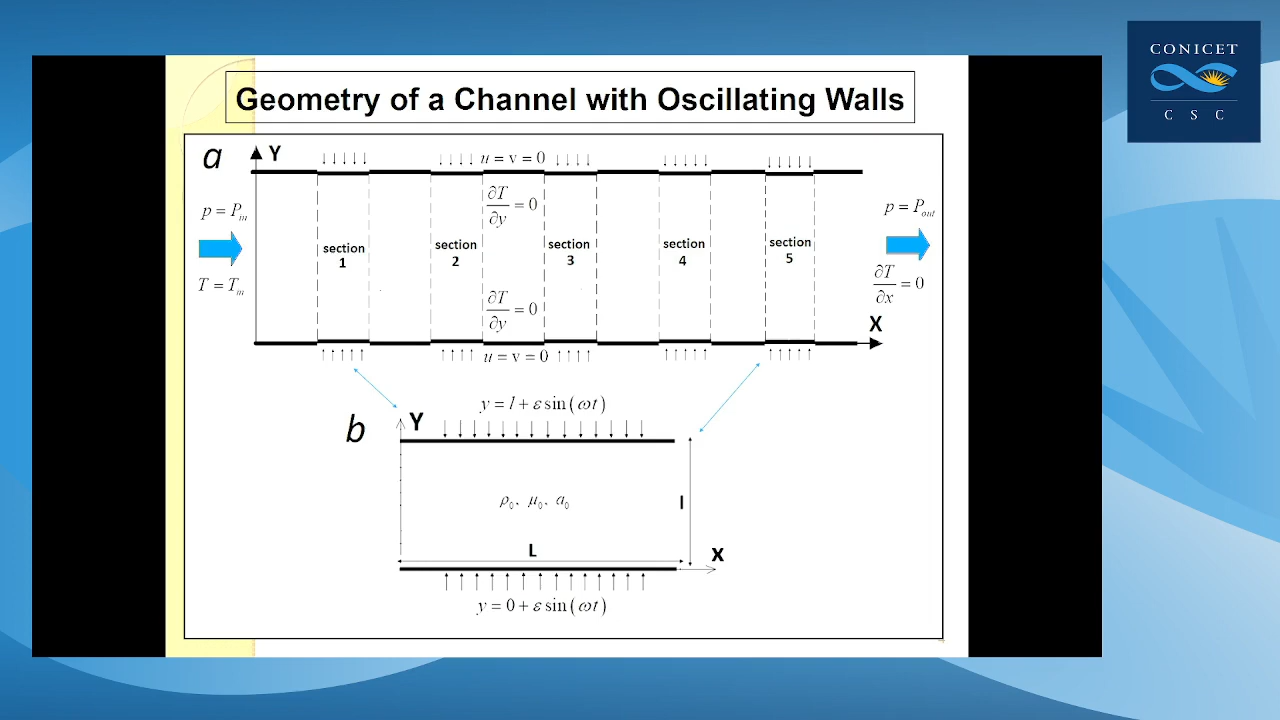 CONICET
C S C
Geometry of a Channel with Oscillating Walls
a
Y
u = v = 0
∂T/∂y = 0
p = P_in
T = T_in
section 1
section 2
section 3
section 4
section 5
p = P_out
∂T/∂x = 0
∂T/∂y = 0
X
u = v = 0
b
Y
y = l + ε sin(ωt)
ρ₀, μ₀, a₀
l
L
x
y = 0 + ε sin(ωt)